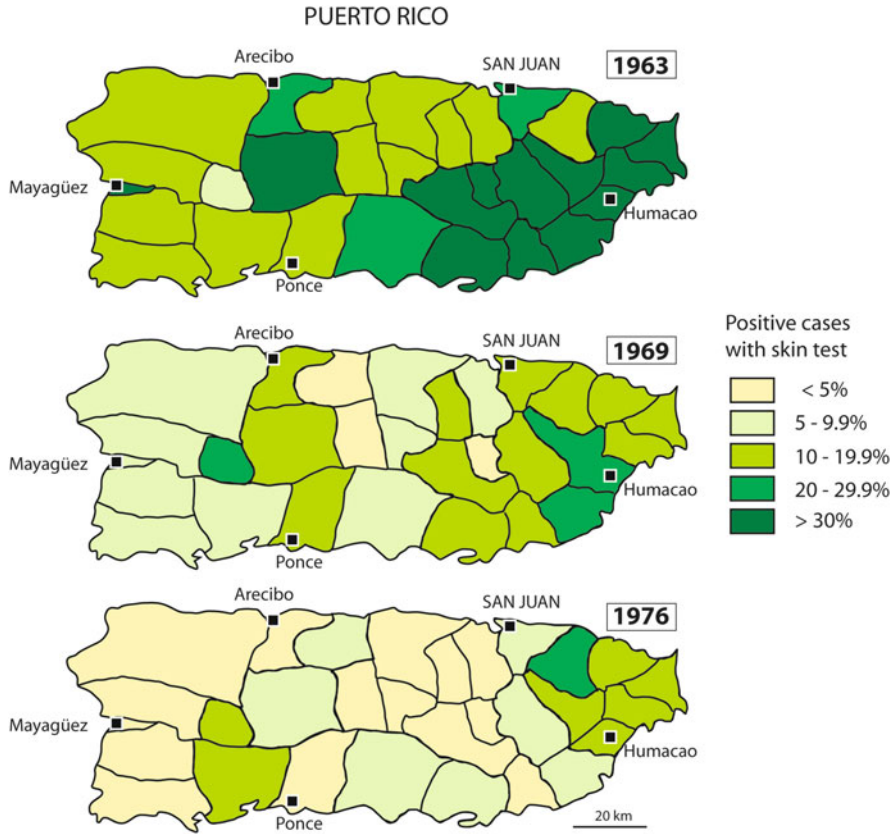 PUERTO RICO
Arecibo
SAN JUAN
1963
Mayagüez
Humacao
Ponce
Arecibo
SAN JUAN
1969
Mayagüez
Humacao
Ponce
Positive cases
with skin test
< 5%
5 - 9.9%
10 - 19.9%
20 - 29.9%
> 30%
Arecibo
SAN JUAN
1976
Mayagüez
Humacao
Ponce
20 km